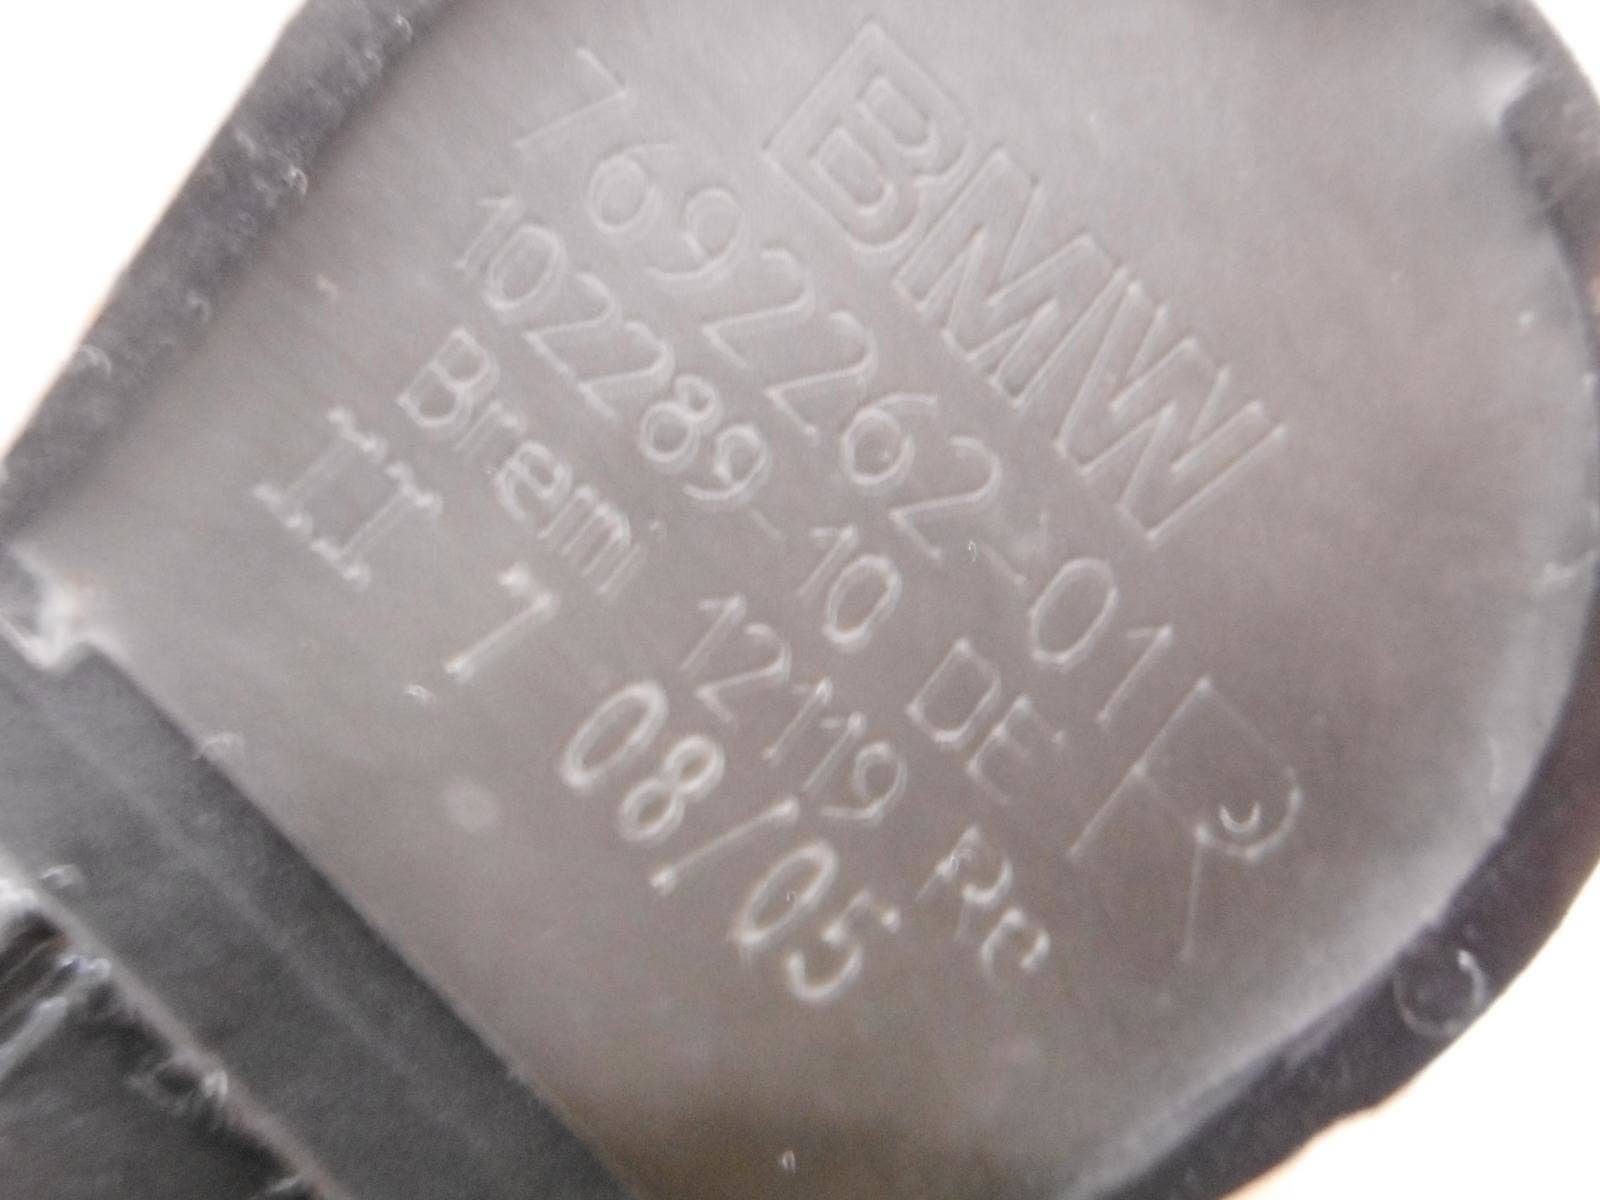 BMW
7692262-01 R
102289-10 DE
Bremi 12119 Rc
II 7 08/05